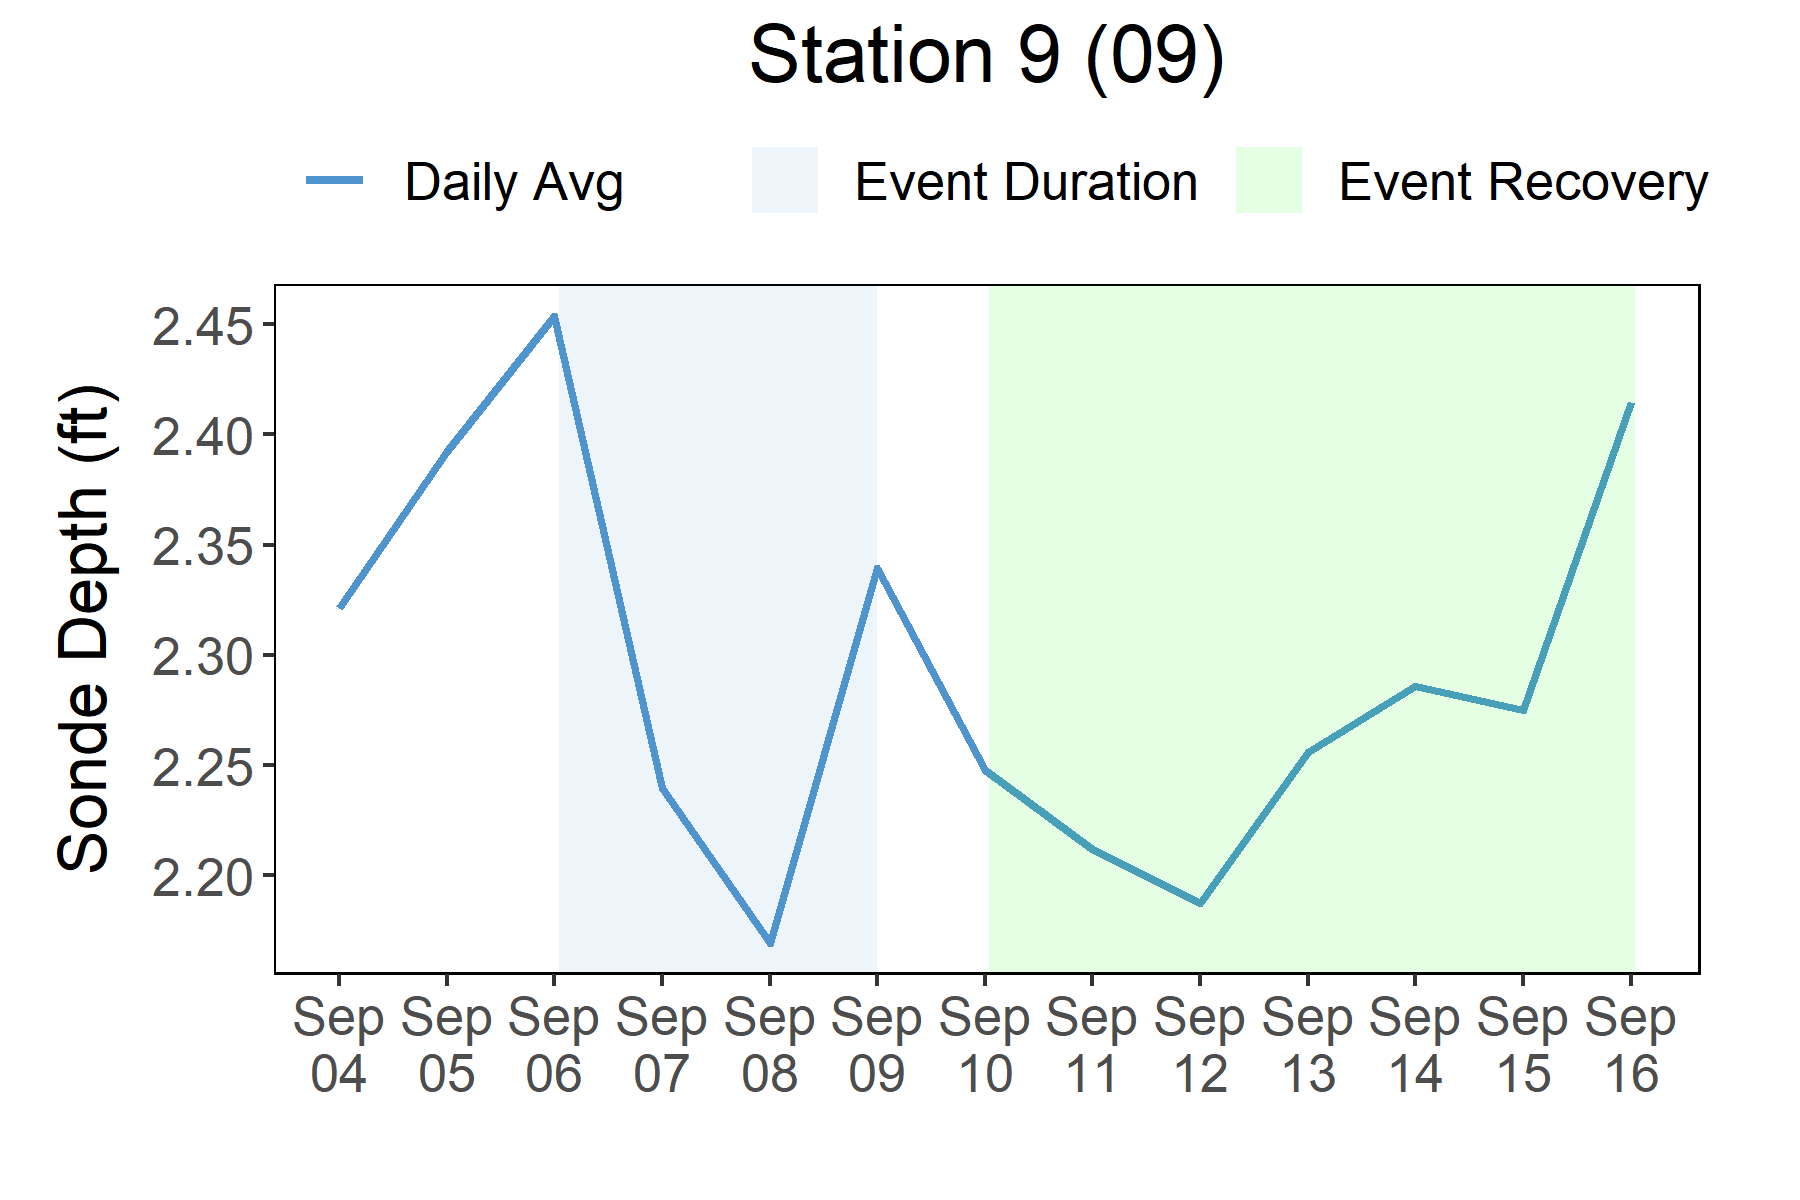 Station 9 (09)
Daily Avg Event Duration Event Recovery
Sonde Depth (ft)
2.45
2.40
2.35
2.30
2.25
2.20
Sep Sep Sep Sep Sep Sep Sep Sep Sep Sep Sep Sep Sep
04 05 06 07 08 09 10 11 12 13 14 15 16